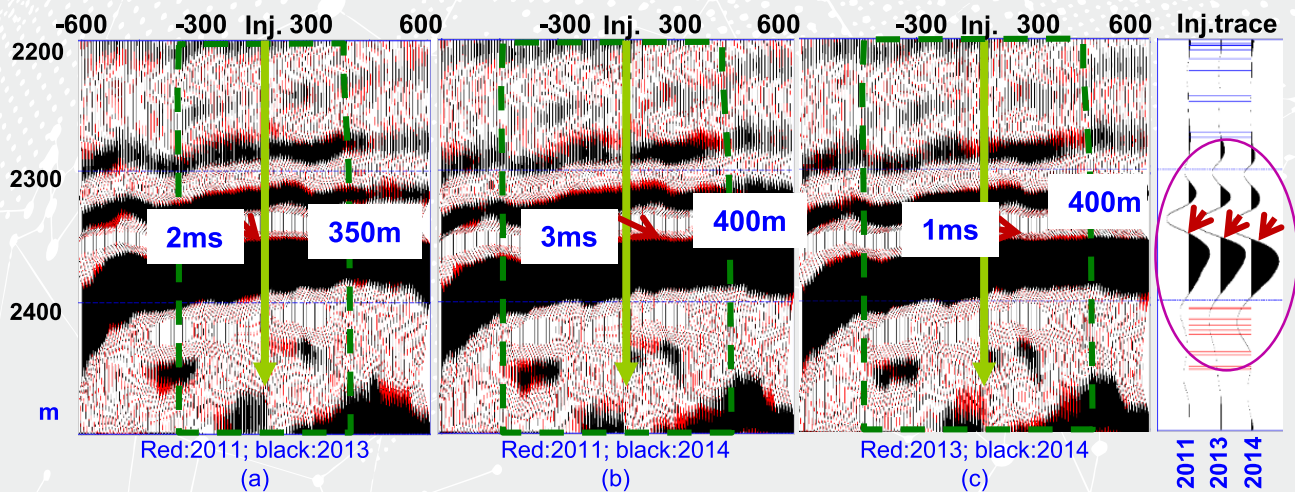 -600 -300 Inj. 300 600 -300 Inj. 300 600 -300 Inj. 300 600 Inj.trace
2200
2300
2400
m
2ms
350m
3ms
400m
1ms
400m
Red:2011; black:2013
Red:2011; black:2014
Red:2013; black:2014
(a)
(b)
(c)
2011
2013
2014